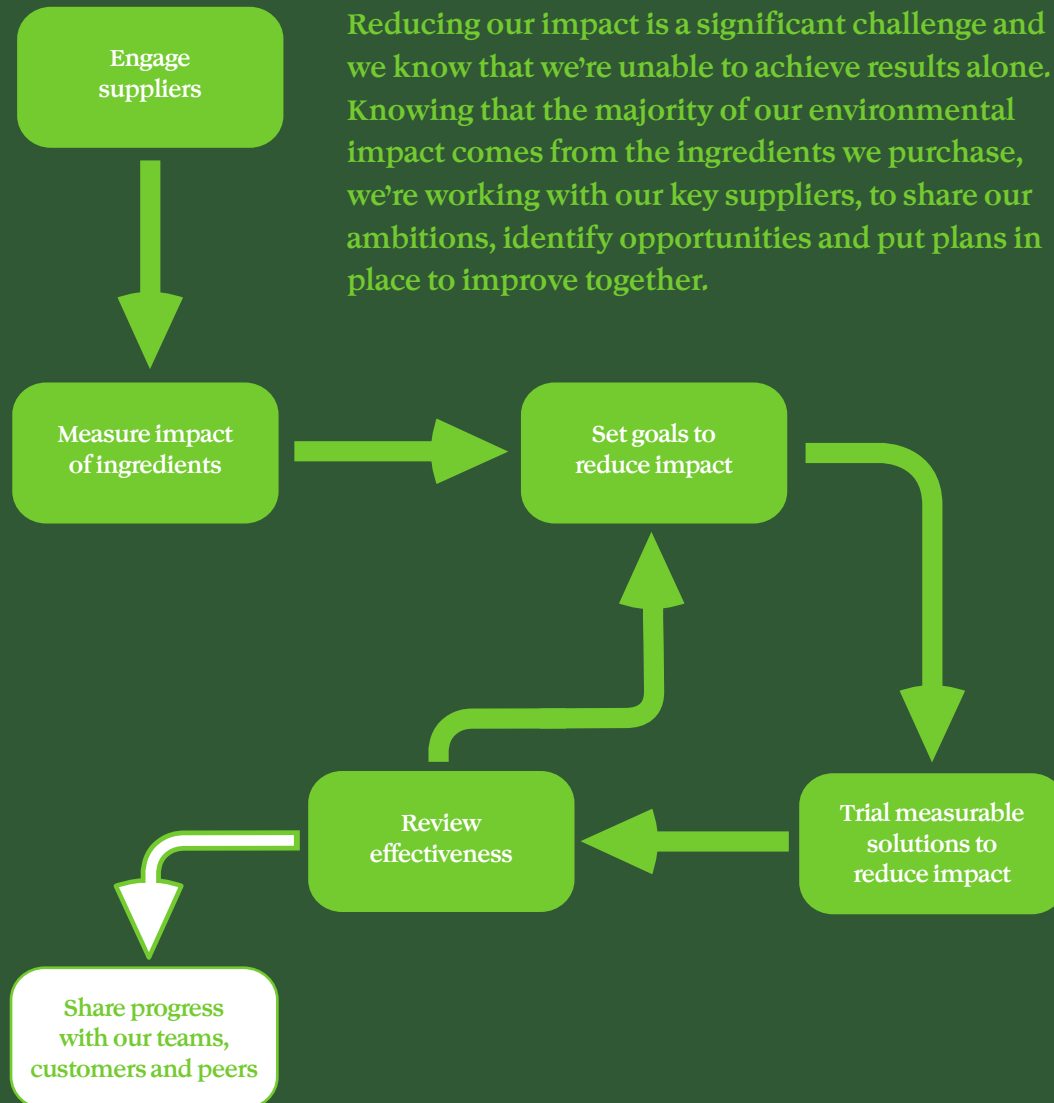 Engage
suppliers
Reducing our impact is a significant challenge and
we know that we’re unable to achieve results alone.
Knowing that the majority of our environmental
impact comes from the ingredients we purchase,
we’re working with our key suppliers, to share our
ambitions, identify opportunities and put plans in
place to improve together.
Measure impact
of ingredients
Set goals to
reduce impact
Trial measurable
solutions to
reduce impact
Review
effectiveness
Share progress
with our teams,
customers and peers